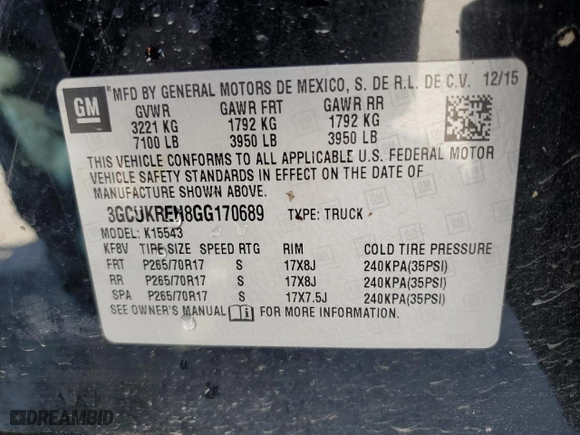 GM
MFD BY GENERAL MOTORS DE MEXICO, S. DE R.L. DE C.V. 12/15
GVWR GAWR FRT GAWR RR
3221 KG 1792 KG 1792 KG
7100 LB 3950 LB 3950 LB
THIS VEHICLE CONFORMS TO ALL APPLICABLE U.S. FEDERAL MOTOR
VEHICLE SAFETY STANDARDS IN EFFECT ON THE DATE OF
MANUFACTURE SHOWN ABOVE.
3GCUKREH8GG170689 TYPE: TRUCK
MODEL: K15543
KF8V TIRE SIZE SPEED RTG RIM COLD TIRE PRESSURE
FRT P265/70R17 S 17X8J 240KPA(35PSI)
RR P265/70R17 S 17X8J 240KPA(35PSI)
SPA P265/70R17 S 17X7.5J 240KPA(35PSI)
SEE OWNER'S MANUAL FOR MORE INFORMATION.
DREAMBID